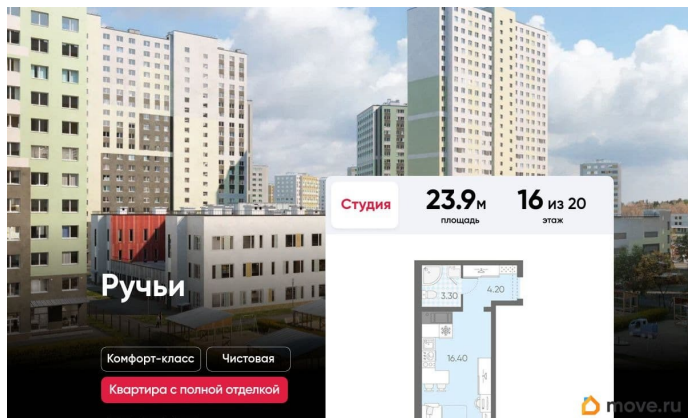 Студия
23.9м
площадь
16 из 20
этаж
3.30
4.20
16.40
Ручьи
Комфорт-класс
Чистовая
Квартира с полной отделкой
move.ru